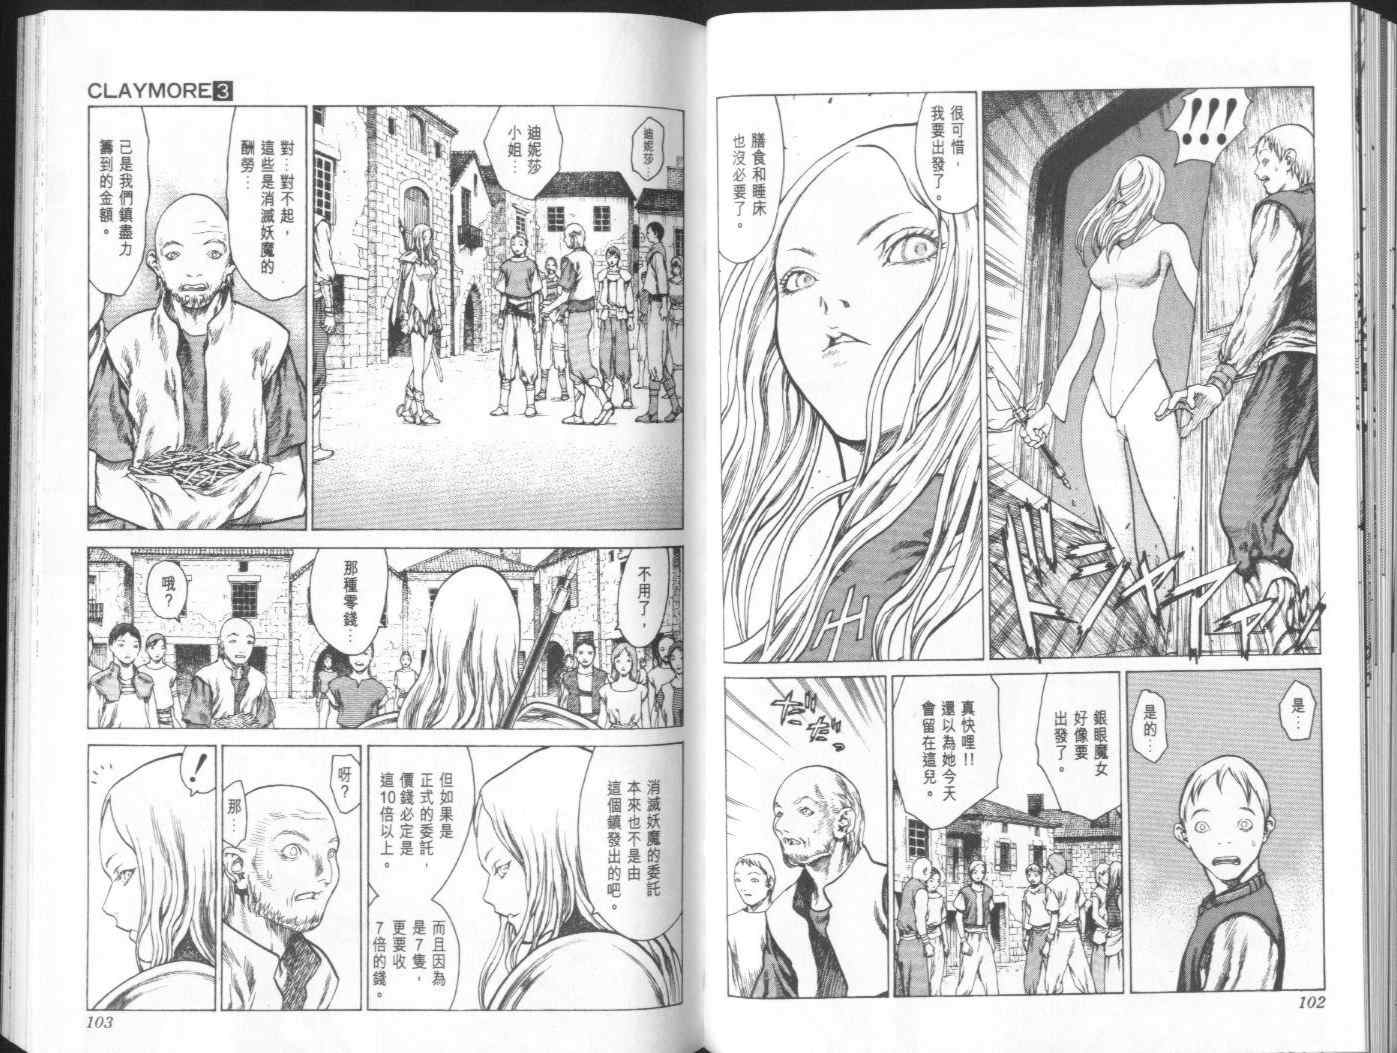 !!!!
ドンッ
很可惜，
我要出發了。
膳食和睡床
也沒必要了。
是…
是的…
銀眼魔女
好像要
出發了。
真快哩!!
還以為她今天
會留在這兒。
だだっ
102
CLAYMORE 3
迪妮莎…
迪妮莎
小姐…
對…對不起，
這些是消滅妖魔的
酬勞…
已是我們鎮盡力
籌到的金額。
不用了，
那種零錢…
哦？
消滅妖魔的委託
本來也不是由
這個鎮發出的吧。
但如果是
正式的委託，
價錢必定是
這10倍以上。
而且因為
是7隻，
更要收
7倍的錢。
呀？
那…
！
103